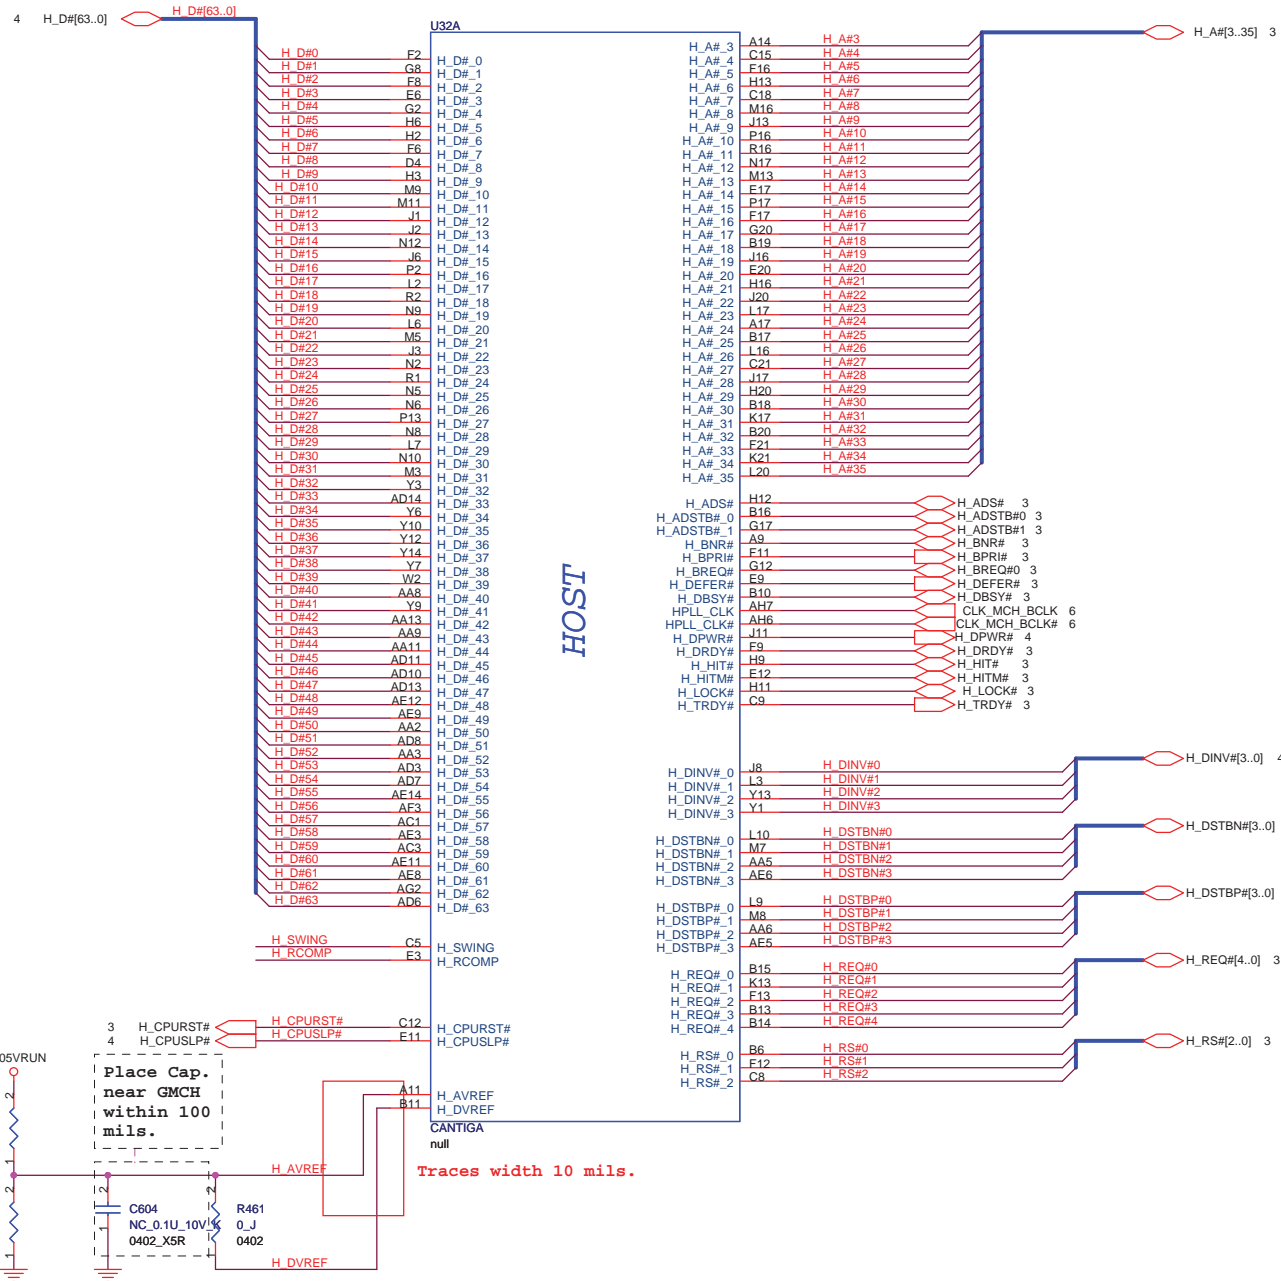 4 H_D#[63..0] H_D#[63..0]
U32A
H_A#[3..35] 3
H_D#0 F2 H_D#_0
H_D#1 G8 H_D#_1
H_D#2 F8 H_D#_2
H_D#3 E6 H_D#_3
H_D#4 G2 H_D#_4
H_D#5 H6 H_D#_5
H_D#6 H2 H_D#_6
H_D#7 F6 H_D#_7
H_D#8 D4 H_D#_8
H_D#9 H3 H_D#_9
H_D#10 M9 H_D#_10
H_D#11 M11 H_D#_11
H_D#12 J1 H_D#_12
H_D#13 J2 H_D#_13
H_D#14 N12 H_D#_14
H_D#15 J6 H_D#_15
H_D#16 P2 H_D#_16
H_D#17 L2 H_D#_17
H_D#18 R2 H_D#_18
H_D#19 N9 H_D#_19
H_D#20 L6 H_D#_20
H_D#21 M5 H_D#_21
H_D#22 J3 H_D#_22
H_D#23 N2 H_D#_23
H_D#24 R1 H_D#_24
H_D#25 N5 H_D#_25
H_D#26 N6 H_D#_26
H_D#27 P13 H_D#_27
H_D#28 N8 H_D#_28
H_D#29 L7 H_D#_29
H_D#30 N10 H_D#_30
H_D#31 M3 H_D#_31
H_D#32 Y3 H_D#_32
H_D#33 AD14 H_D#_33
H_D#34 Y6 H_D#_34
H_D#35 Y10 H_D#_35
H_D#36 Y12 H_D#_36
H_D#37 Y14 H_D#_37
H_D#38 Y7 H_D#_38
H_D#39 W2 H_D#_39
H_D#40 AA8 H_D#_40
H_D#41 Y9 H_D#_41
H_D#42 AA13 H_D#_42
H_D#43 AA9 H_D#_43
H_D#44 AA11 H_D#_44
H_D#45 AD11 H_D#_45
H_D#46 AD10 H_D#_46
H_D#47 AD13 H_D#_47
H_D#48 AE12 H_D#_48
H_D#49 AE9 H_D#_49
H_D#50 AA2 H_D#_50
H_D#51 AD8 H_D#_51
H_D#52 AA3 H_D#_52
H_D#53 AD3 H_D#_53
H_D#54 AD7 H_D#_54
H_D#55 AE14 H_D#_55
H_D#56 AF3 H_D#_56
H_D#57 AC1 H_D#_57
H_D#58 AE3 H_D#_58
H_D#59 AC3 H_D#_59
H_D#60 AE11 H_D#_60
H_D#61 AE8 H_D#_61
H_D#62 AG2 H_D#_62
H_D#63 AD6 H_D#_63
H_SWING C5 H_SWING
H_RCOMP E3 H_RCOMP
3 H_CPURST# H_CPURST# C12 H_CPURST#
4 H_CPUSLP# H_CPUSLP# E11 H_CPUSLP#
A11 H_AVREF
B11 H_DVREF
HOST
H_A#_3 A14 H_A#3
H_A#_4 C15 H_A#4
H_A#_5 F16 H_A#5
H_A#_6 H13 H_A#6
H_A#_7 C18 H_A#7
H_A#_8 M16 H_A#8
H_A#_9 J13 H_A#9
H_A#_10 P16 H_A#10
H_A#_11 R16 H_A#11
H_A#_12 N17 H_A#12
H_A#_13 M13 H_A#13
H_A#_14 E17 H_A#14
H_A#_15 P17 H_A#15
H_A#_16 F17 H_A#16
H_A#_17 G20 H_A#17
H_A#_18 B19 H_A#18
H_A#_19 J16 H_A#19
H_A#_20 E20 H_A#20
H_A#_21 H16 H_A#21
H_A#_22 J20 H_A#22
H_A#_23 L17 H_A#23
H_A#_24 A17 H_A#24
H_A#_25 B17 H_A#25
H_A#_26 L16 H_A#26
H_A#_27 C21 H_A#27
H_A#_28 J17 H_A#28
H_A#_29 H20 H_A#29
H_A#_30 B18 H_A#30
H_A#_31 K17 H_A#31
H_A#_32 B20 H_A#32
H_A#_33 F21 H_A#33
H_A#_34 K21 H_A#34
H_A#_35 L20 H_A#35
H_ADS# H12 H_ADS# 3
H_ADSTB#_0 B16 H_ADSTB#0 3
H_ADSTB#_1 G17 H_ADSTB#1 3
H_BNR# A9 H_BNR# 3
H_BPRI# F11 H_BPRI# 3
H_BREQ# G12 H_BREQ#0 3
H_DEFER# E9 H_DEFER# 3
H_DBSY# B10 H_DBSY# 3
HPLL_CLK AH7 CLK_MCH_BCLK 6
HPLL_CLK# AH6 CLK_MCH_BCLK# 6
H_DPWR# J11 H_DPWR# 4
H_DRDY# F9 H_DRDY# 3
H_HIT# H9 H_HIT# 3
H_HITM# E12 H_HITM# 3
H_LOCK# H11 H_LOCK# 3
H_TRDY# C9 H_TRDY# 3
H_DINV#[3..0] 4
H_DINV#_0 J8 H_DINV#0
H_DINV#_1 L3 H_DINV#1
H_DINV#_2 Y13 H_DINV#2
H_DINV#_3 Y1 H_DINV#3
H_DSTBN#[3..0]
H_DSTBN#_0 L10 H_DSTBN#0
H_DSTBN#_1 M7 H_DSTBN#1
H_DSTBN#_2 AA5 H_DSTBN#2
H_DSTBN#_3 AE6 H_DSTBN#3
H_DSTBP#[3..0]
H_DSTBP#_0 L9 H_DSTBP#0
H_DSTBP#_1 M8 H_DSTBP#1
H_DSTBP#_2 AA6 H_DSTBP#2
H_DSTBP#_3 AE5 H_DSTBP#3
H_REQ#[4..0] 3
H_REQ#_0 B15 H_REQ#0
H_REQ#_1 K13 H_REQ#1
H_REQ#_2 F13 H_REQ#2
H_REQ#_3 B13 H_REQ#3
H_REQ#_4 B14 H_REQ#4
H_RS#[2..0] 3
H_RS#_0 B6 H_RS#0
H_RS#_1 F12 H_RS#1
H_RS#_2 C8 H_RS#2
CANTIGA
null
05VRUN
Place Cap.
near GMCH
within 100
mils.
2
1
H_AVREF
Traces width 10 mils.
2
1
2
1
C604
NC_0.1U_10V_K
0402_X5R
2
1
R461
0_J
0402
H_DVREF